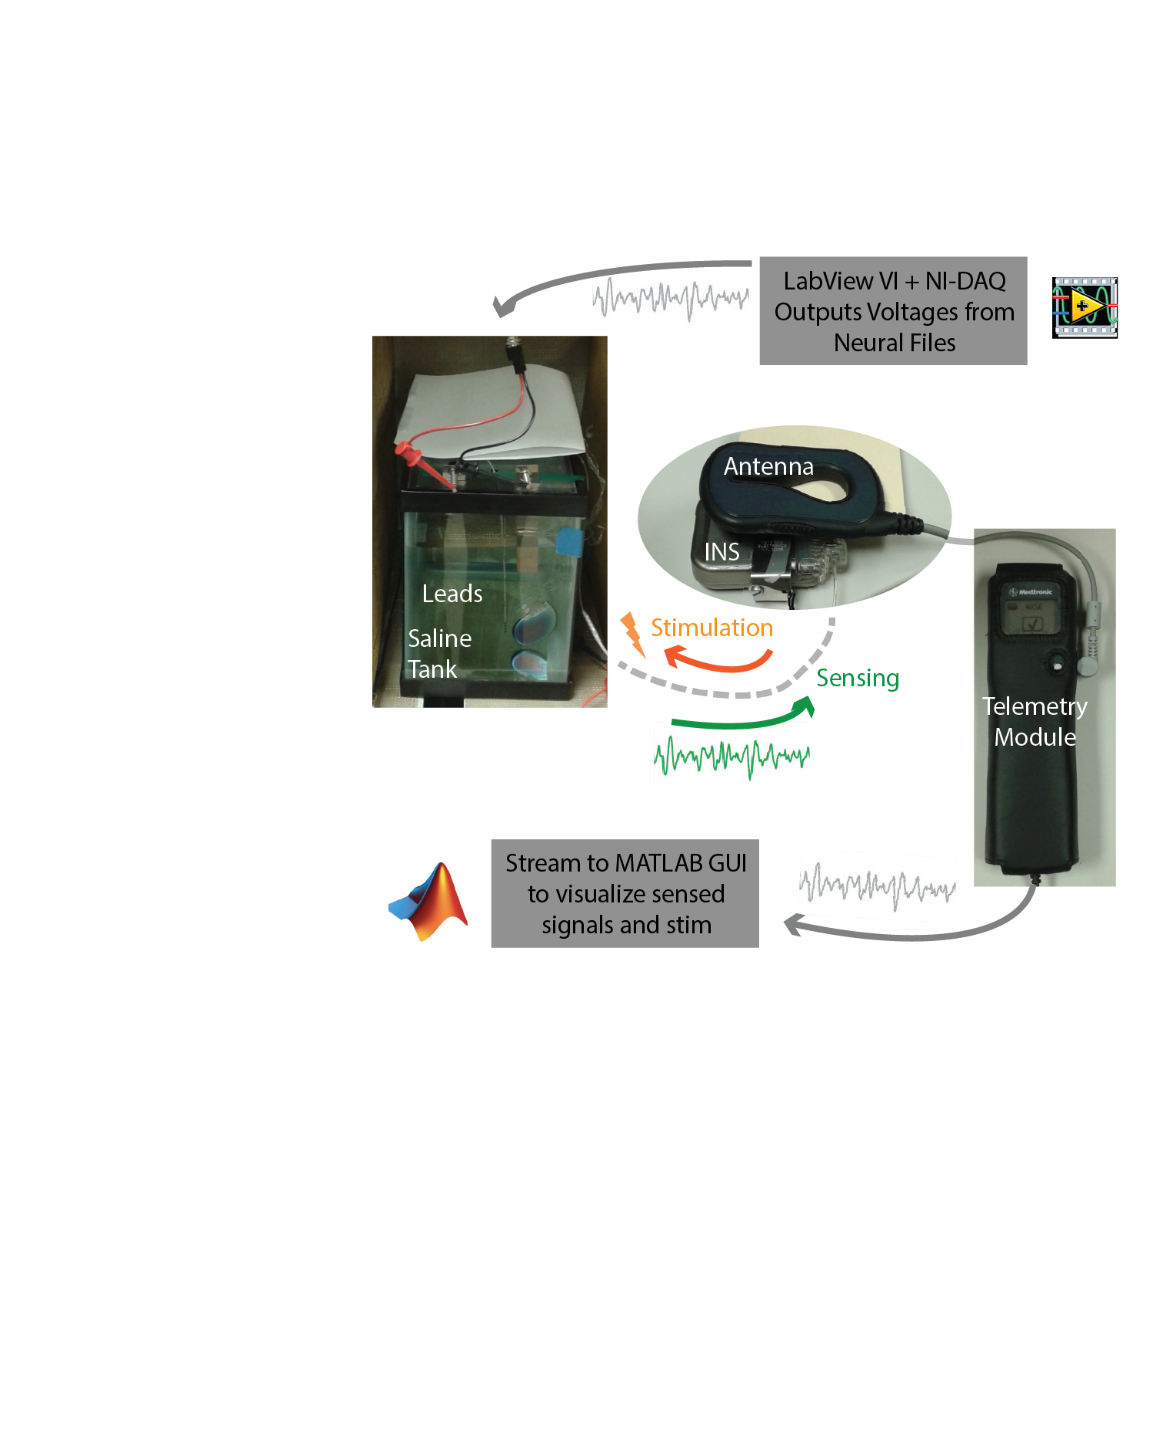 LabView VI + NI-DAQ
Outputs Voltages from
Neural Files
Antenna
INS
Leads
Saline
Tank
Stimulation
Sensing
Medtronic
Telemetry
Module
Stream to MATLAB GUI
to visualize sensed
signals and stim